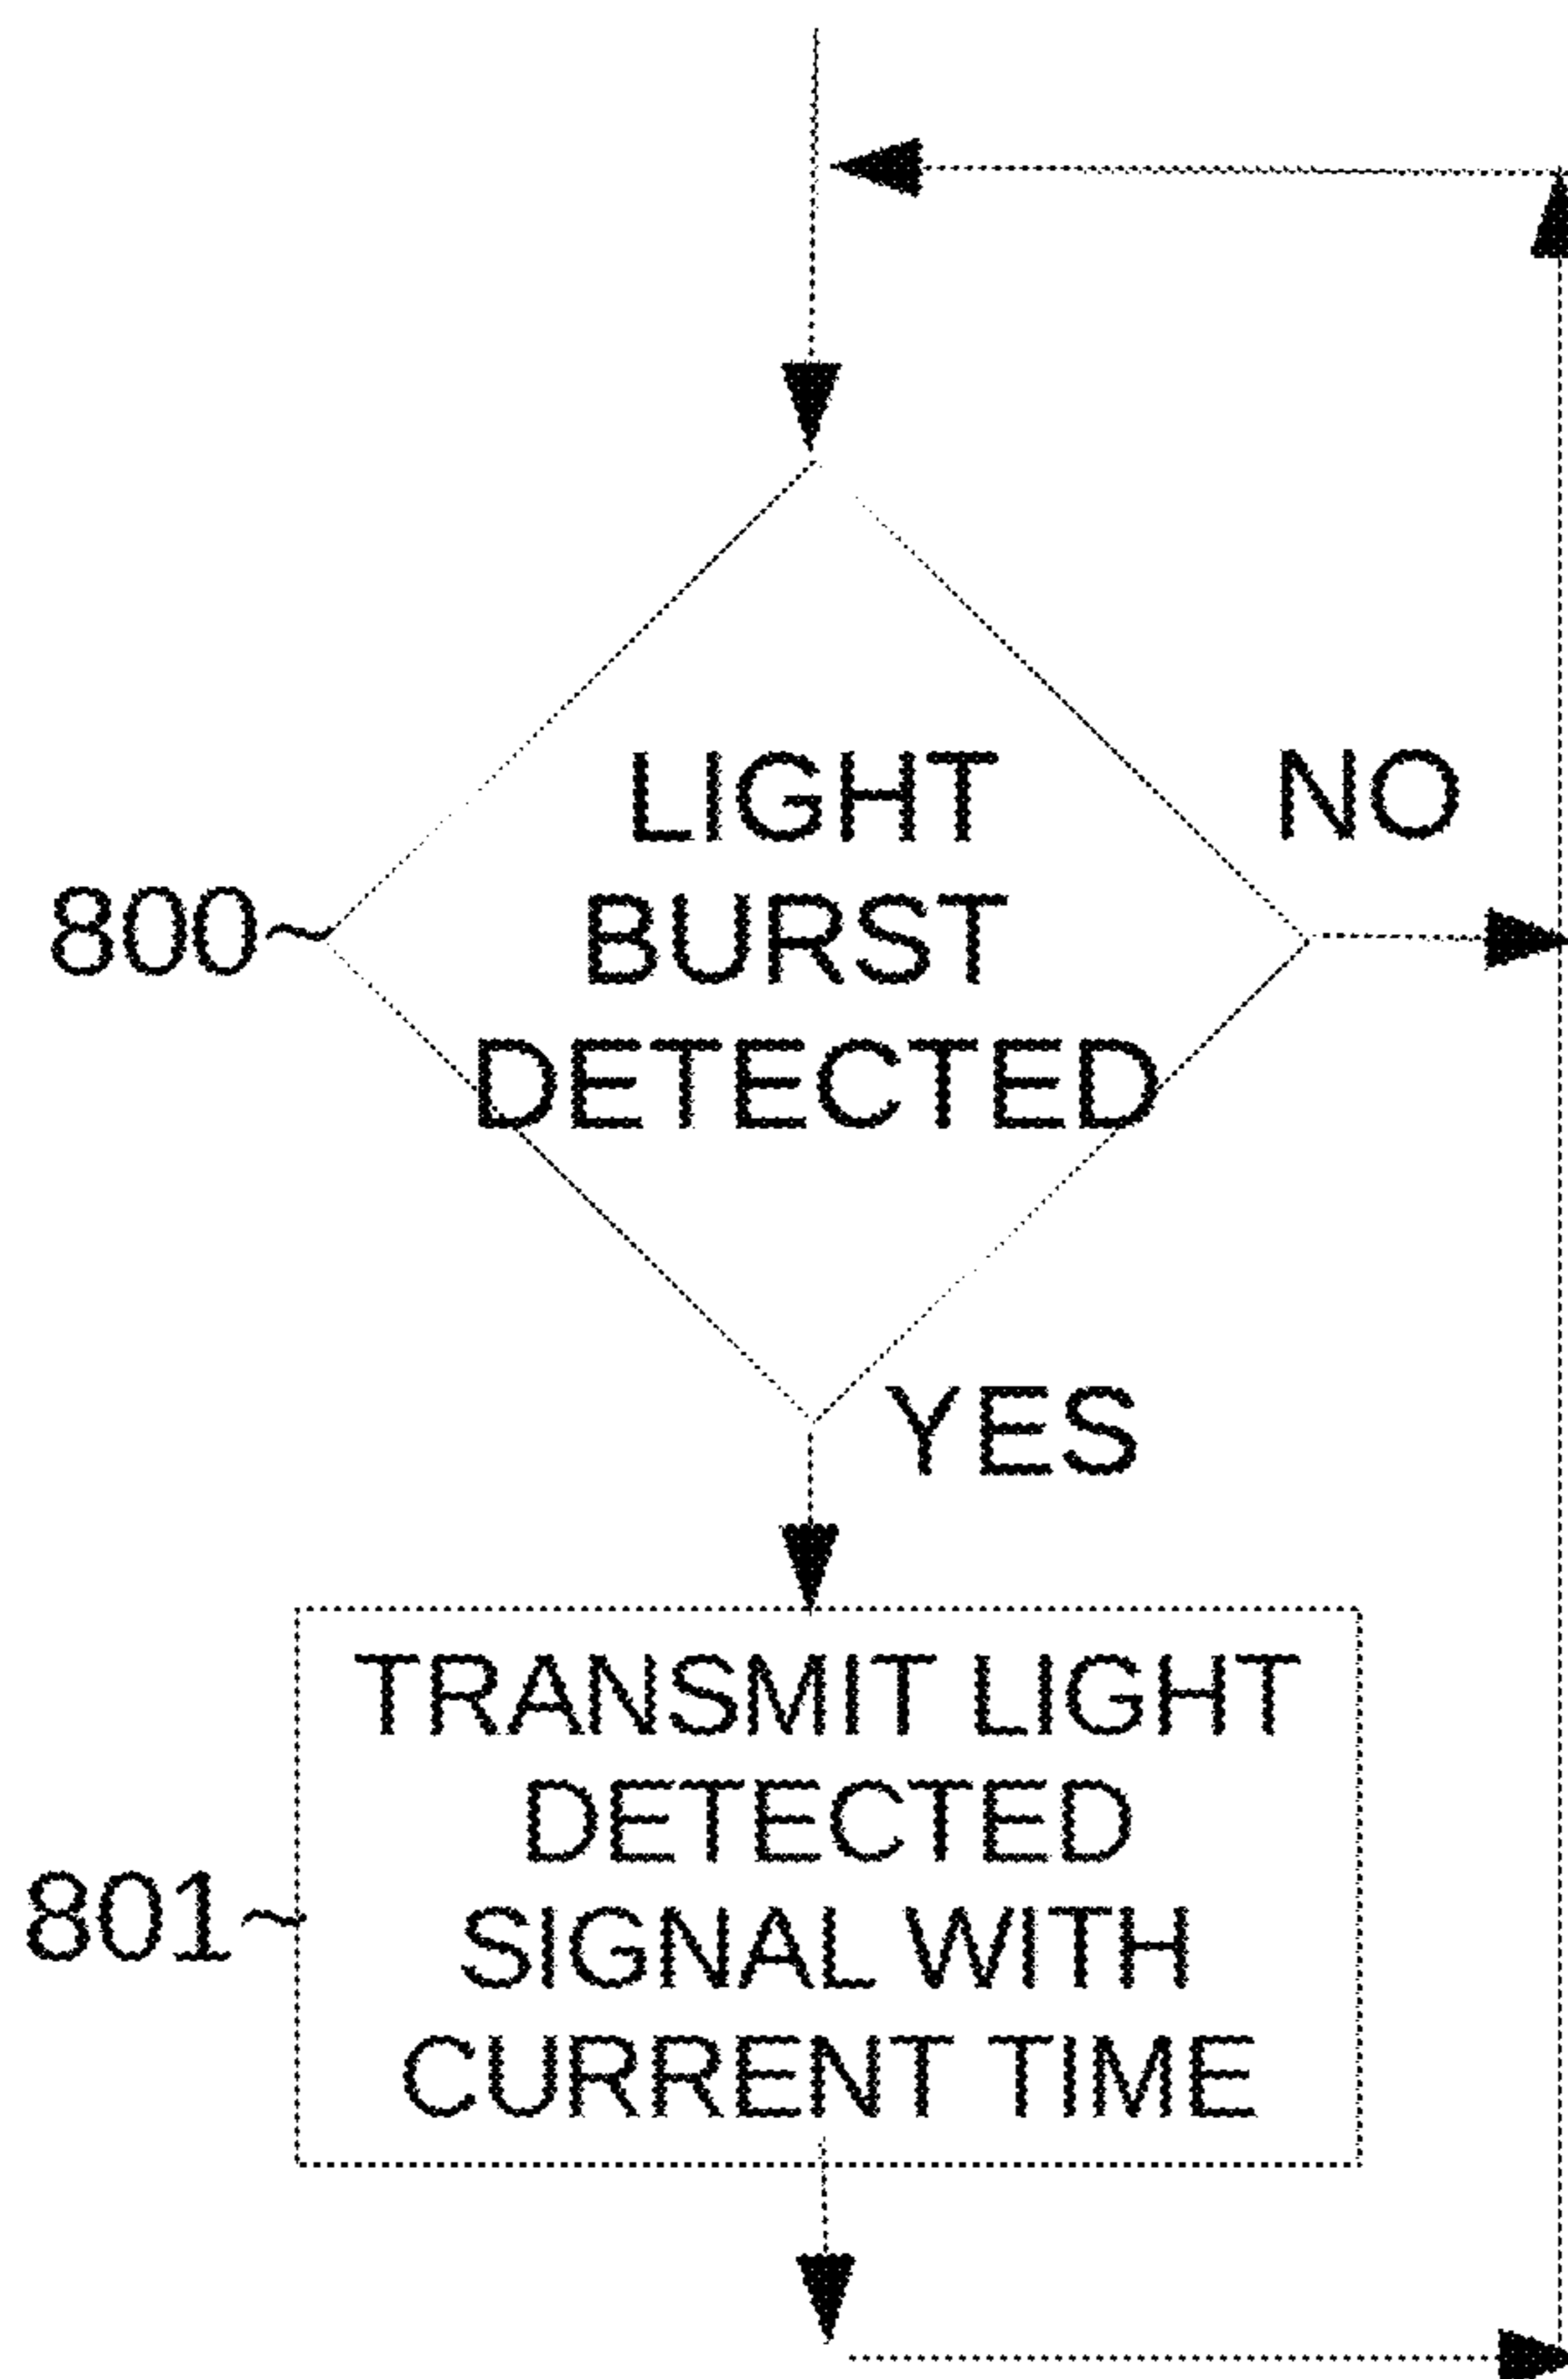 LIGHT
BURST
DETECTED
NO
800~
YES
TRANSMIT LIGHT
DETECTED
SIGNAL WITH
CURRENT TIME
801~